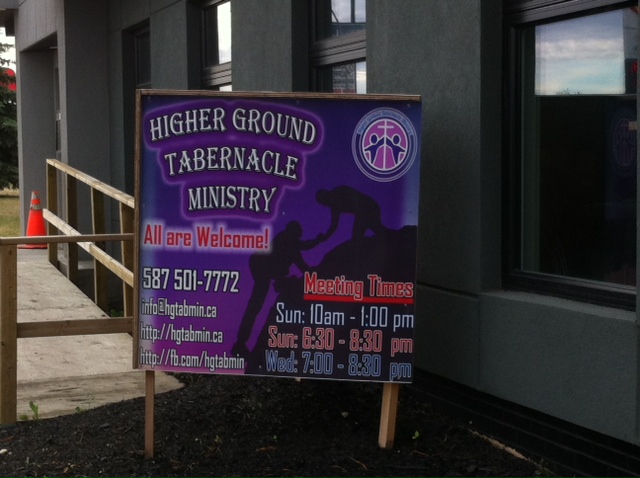 HIGHER GROUND
TABERNACLE
MINISTRY
All are Welcome!
587 501-7772
info@hgtabmin.ca
http://hgtabmin.ca
http://fb.com/hgtabmin
Meeting Times
Sun: 10am - 1:00 pm
Sun: 6:30 - 8:30 pm
Wed: 7:00 - 8:30 pm